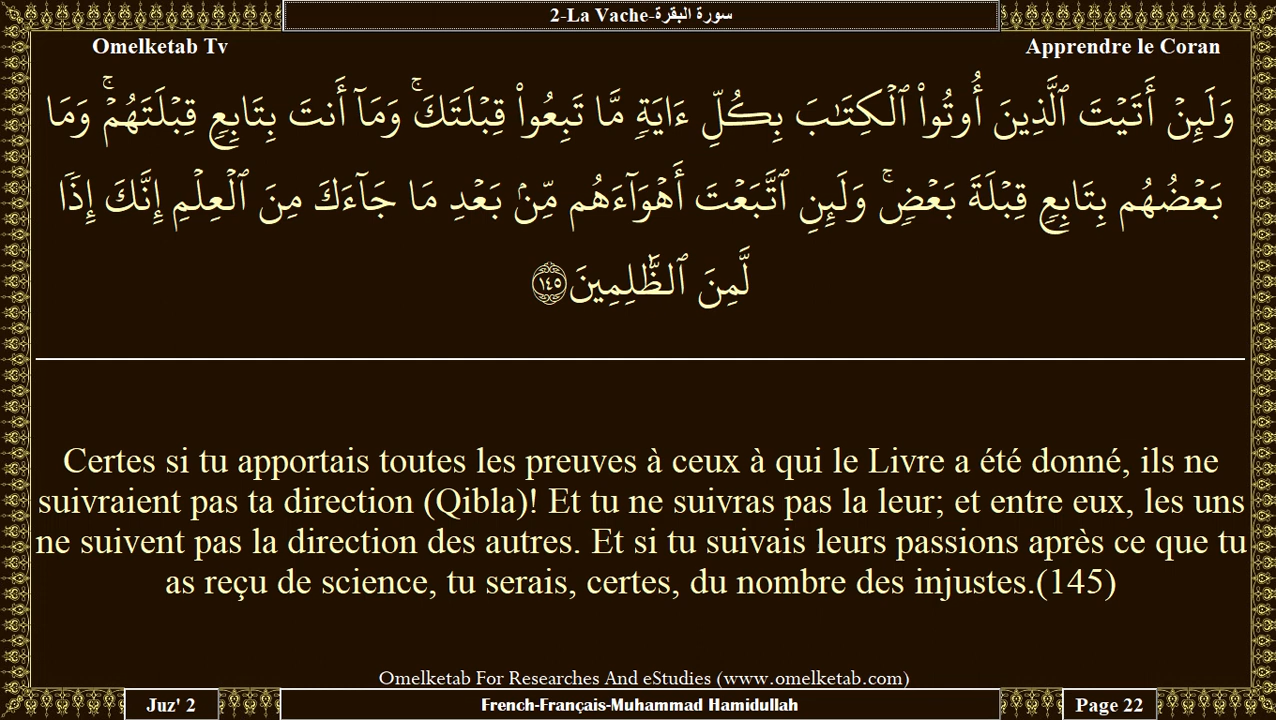 2-La Vache-سورة البقرة
Omelketab Tv
Apprendre le Coran
وَلَئِنْ أَتَيْتَ ٱلَّذِينَ أُوتُوا۟ ٱلْكِتَـٰبَ بِكُلِّ ءَايَةٍ مَّا تَبِعُوا۟ قِبْلَتَكَ ۚ وَمَآ أَنتَ بِتَابِعٍ قِبْلَتَهُمْ ۚ وَمَا
بَعْضُهُم بِتَابِعٍ قِبْلَةَ بَعْضٍ ۚ وَلَئِنِ ٱتَّبَعْتَ أَهْوَآءَهُم مِّنۢ بَعْدِ مَا جَآءَكَ مِنَ ٱلْعِلْمِ إِنَّكَ إِذًا
لَّمِنَ ٱلظَّـٰلِمِينَ ١٤٥
Certes si tu apportais toutes les preuves à ceux à qui le Livre a été donné, ils ne
suivraient pas ta direction (Qibla)! Et tu ne suivras pas la leur; et entre eux, les uns
ne suivent pas la direction des autres. Et si tu suivais leurs passions après ce que tu
as reçu de science, tu serais, certes, du nombre des injustes.(145)
Omelketab For Researches And eStudies (www.omelketab.com)
Juz' 2
French-Français-Muhammad Hamidullah
Page 22